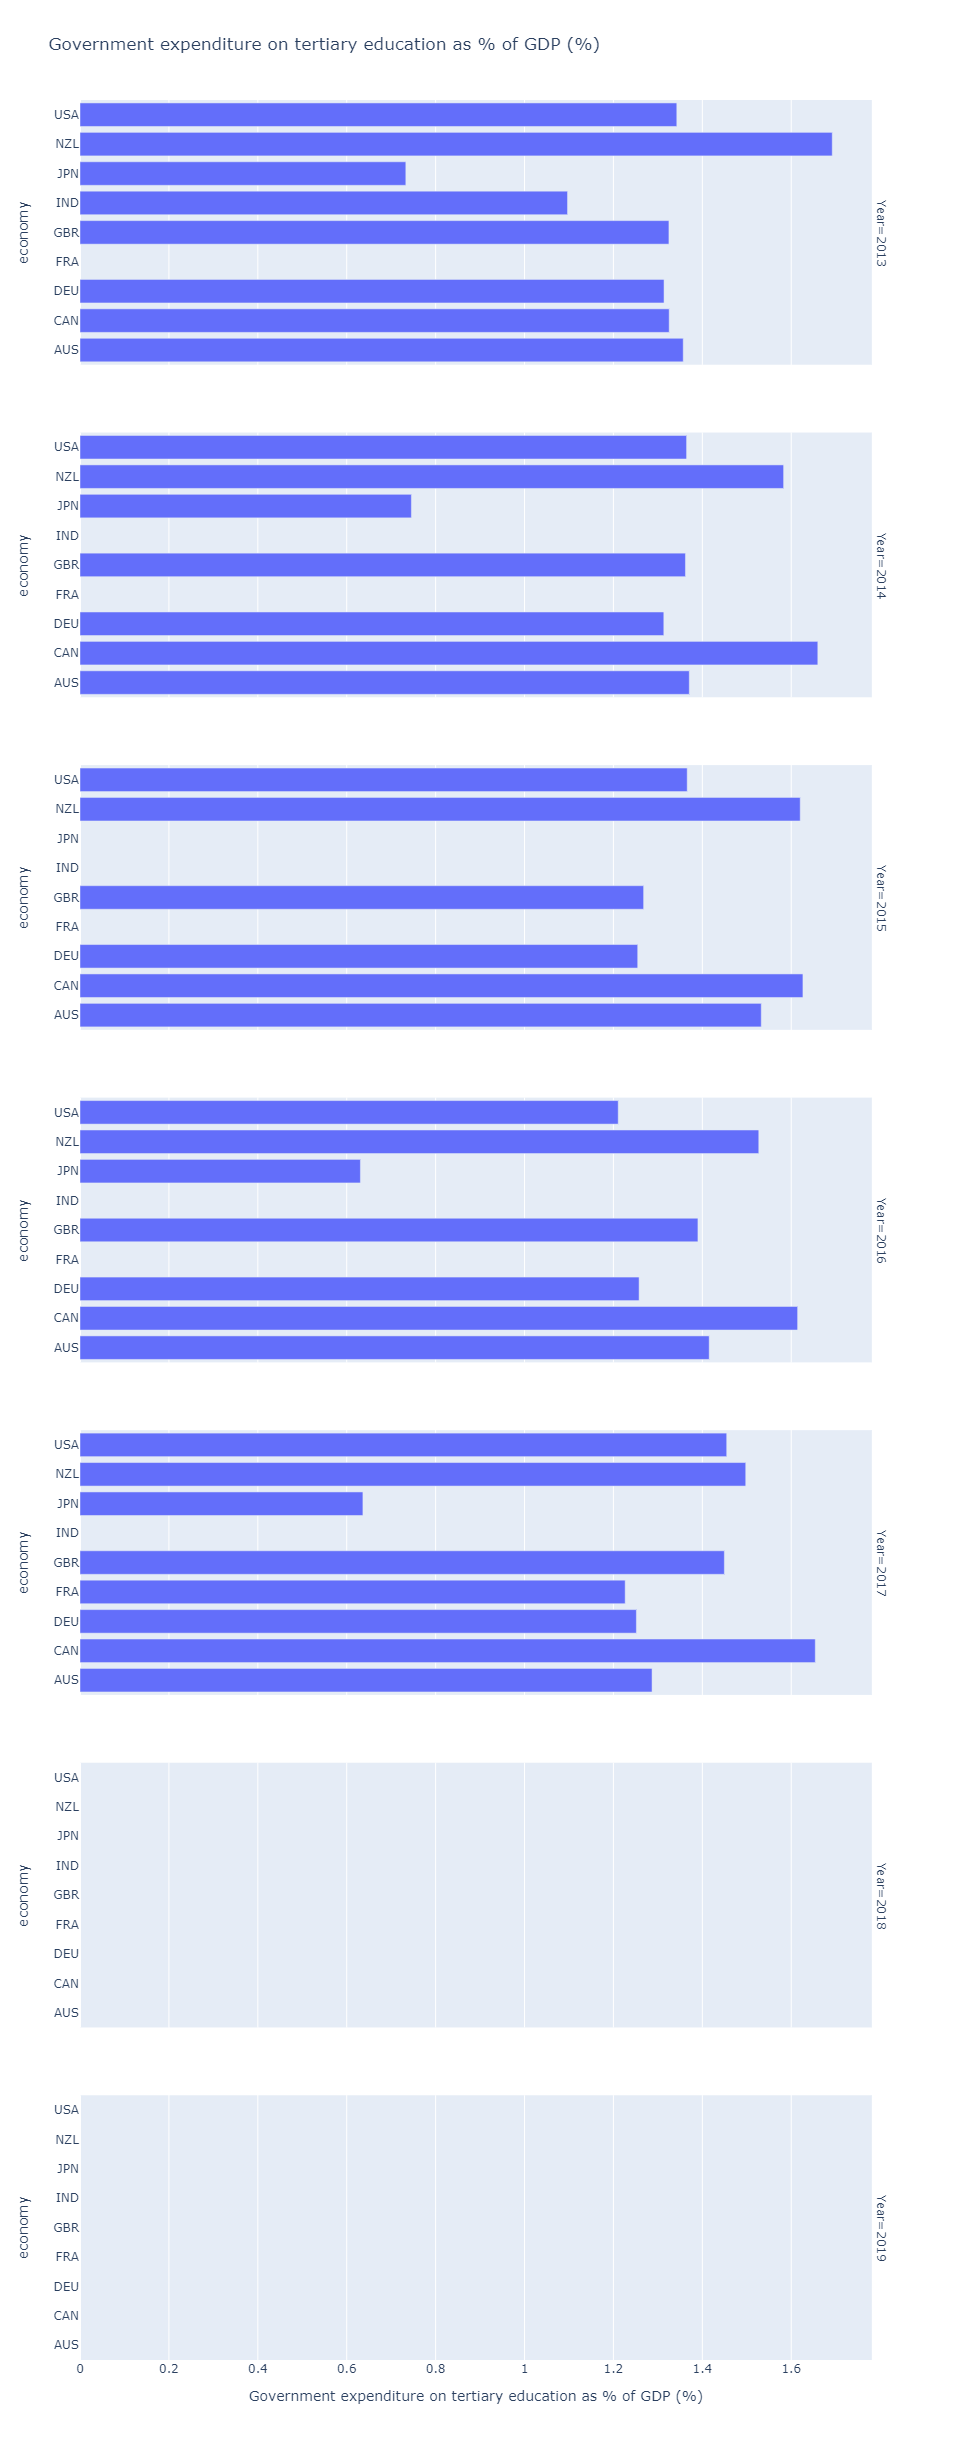 Government expenditure on tertiary education as % of GDP (%)
USA
NZL
JPN
IND
GBR
FRA
DEU
CAN
AUS
economy
Year=2013
USA
NZL
JPN
IND
GBR
FRA
DEU
CAN
AUS
economy
Year=2014
USA
NZL
JPN
IND
GBR
FRA
DEU
CAN
AUS
economy
Year=2015
USA
NZL
JPN
IND
GBR
FRA
DEU
CAN
AUS
economy
Year=2016
USA
NZL
JPN
IND
GBR
FRA
DEU
CAN
AUS
economy
Year=2017
USA
NZL
JPN
IND
GBR
FRA
DEU
CAN
AUS
economy
Year=2018
USA
NZL
JPN
IND
GBR
FRA
DEU
CAN
AUS
economy
Year=2019
0 0.2 0.4 0.6 0.8 1 1.2 1.4 1.6
Government expenditure on tertiary education as % of GDP (%)